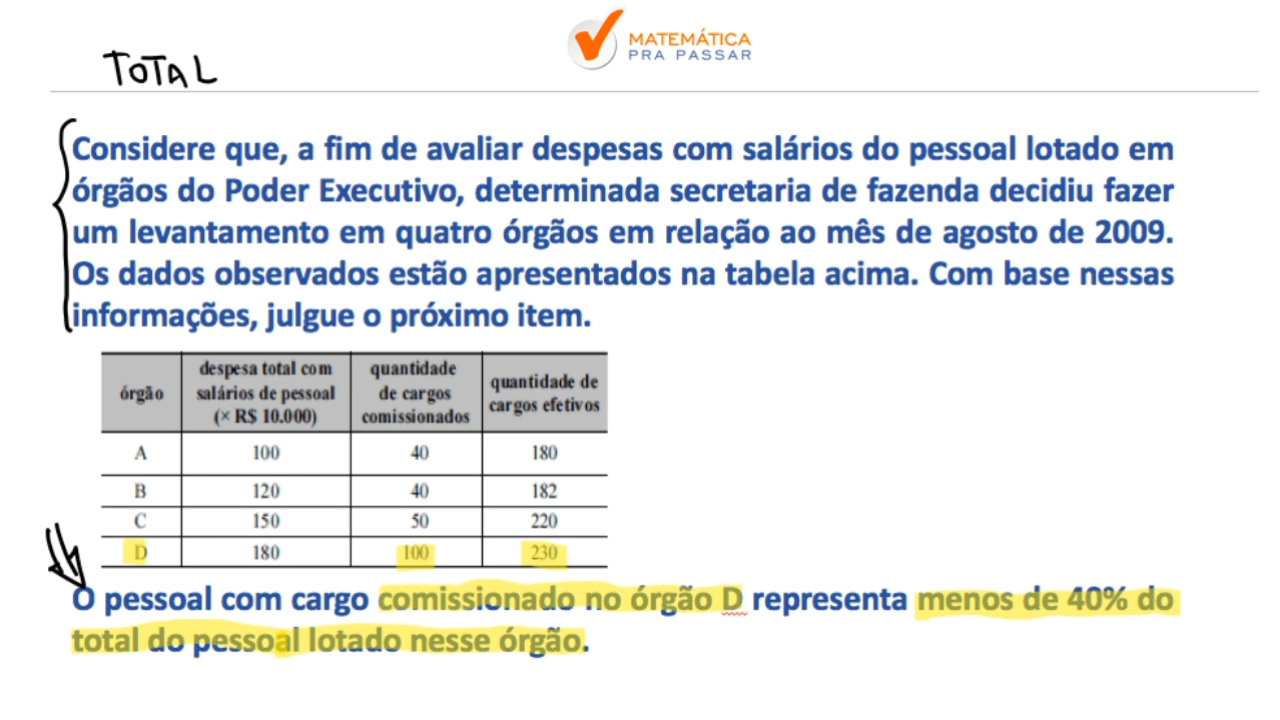 MATEMÁTICA
PRA PASSAR
TOTAL
Considere que, a fim de avaliar despesas com salários do pessoal lotado em
órgãos do Poder Executivo, determinada secretaria de fazenda decidiu fazer
um levantamento em quatro órgãos em relação ao mês de agosto de 2009.
Os dados observados estão apresentados na tabela acima. Com base nessas
informações, julgue o próximo item.
órgão despesa total com salários de pessoal (× R$ 10.000) quantidade de cargos comissionados quantidade de cargos efetivos
A 100 40 180
B 120 40 182
C 150 50 220
D 180 100 230
O pessoal com cargo comissionado no órgão D representa menos de 40% do
total do pessoal lotado nesse órgão.